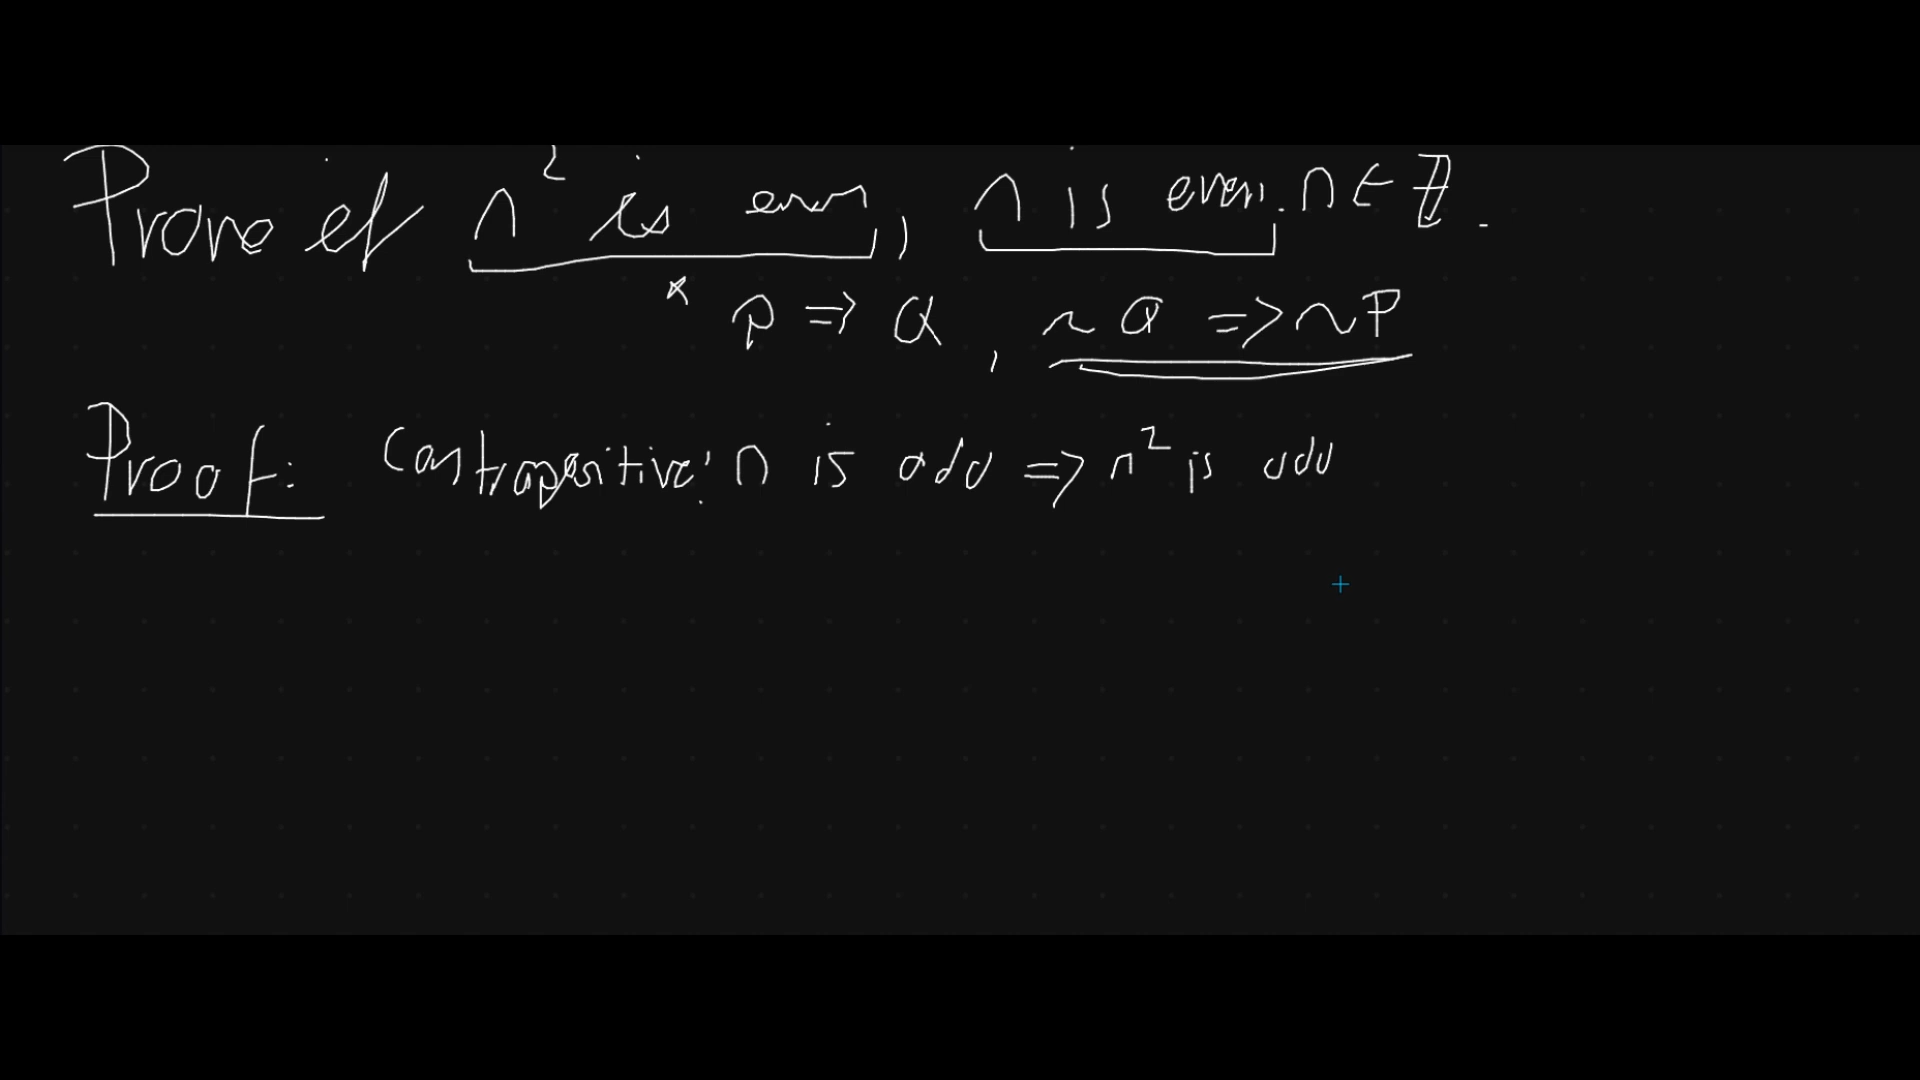 Prove if n² is even, n is even. n ∈ ℤ.
* P => Q, ~Q => ~P
Proof: Contrapositive: n is odd => n² is odd